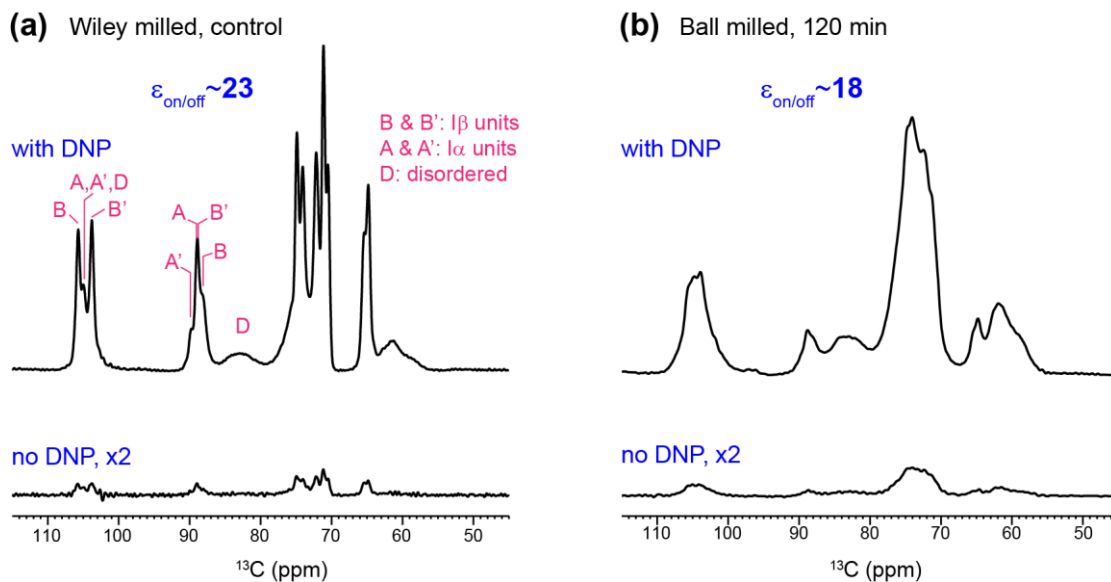 (a) Wiley milled, control
εon/off~23
with DNP
B & B’: Iβ units
A & A’: Iα units
D: disordered
A,A’,D
B
B’
A
B’
A’
B
D
no DNP, x2
110 100 90 80 70 60 50
¹³C (ppm)
(b) Ball milled, 120 min
εon/off~18
with DNP
no DNP, x2
110 100 90 80 70 60 50
¹³C (ppm)